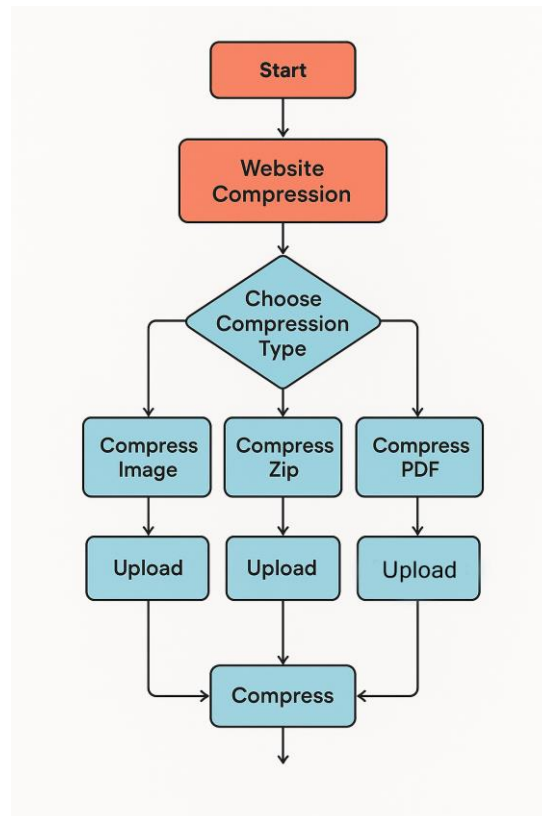 Start
Website
Compression
Choose
Compression
Type
Compress
Image
Compress
Zip
Compress
PDF
Upload
Upload
Upload
Compress